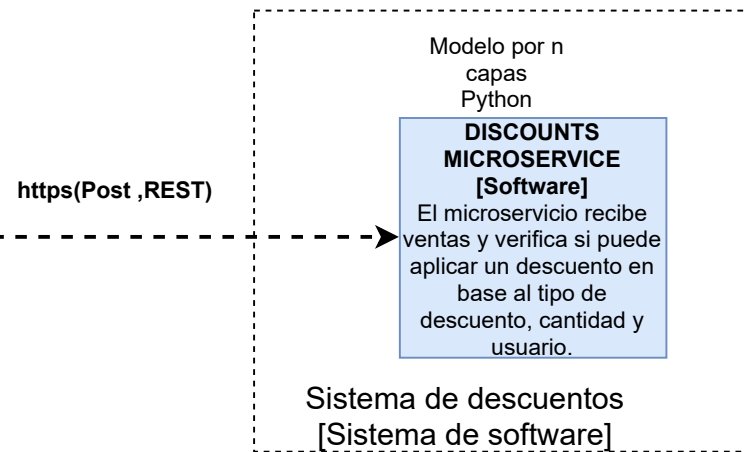 Modelo por n
capas
Python
DISCOUNTS
MICROSERVICE
[Software]
El microservicio recibe
ventas y verifica si puede
aplicar un descuento en
base al tipo de
descuento, cantidad y
usuario.
https(Post ,REST)
Sistema de descuentos
[Sistema de software]